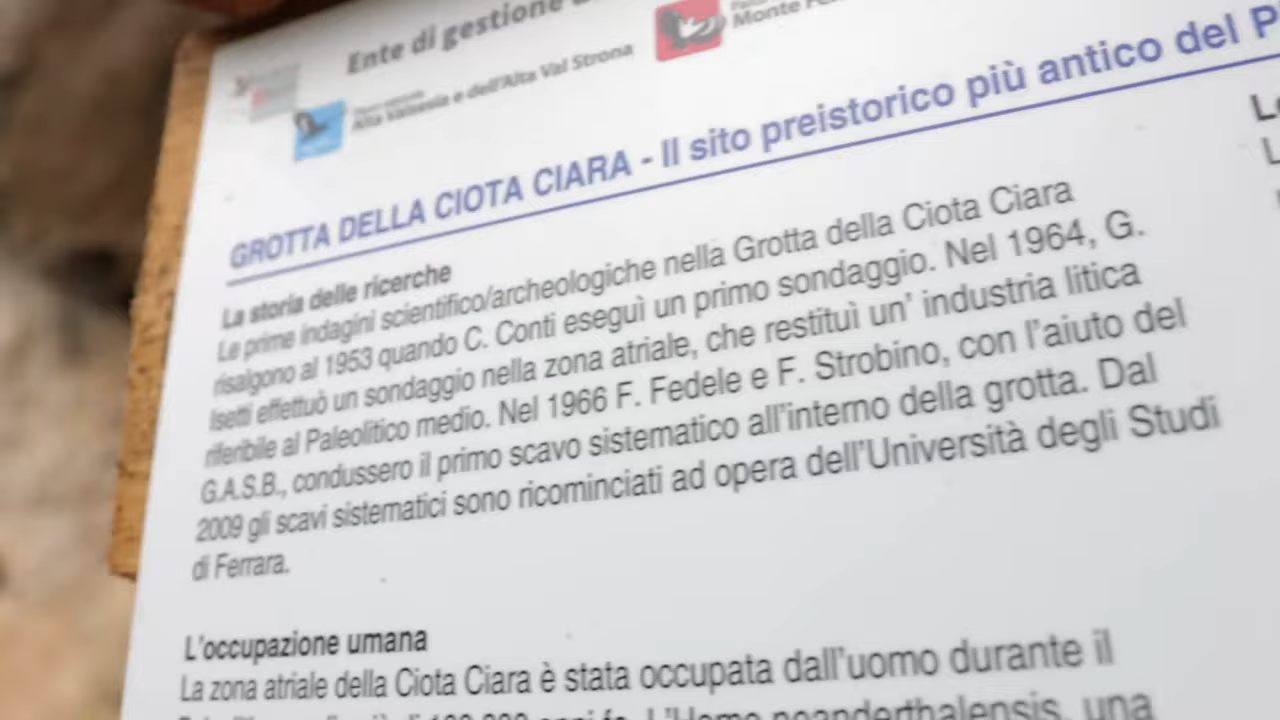 Ente di gestione
Alta Valsesia e dell'Alta Val Strona
Monte
GROTTA DELLA CIOTA CIARA - Il sito preistorico più antico del P
La storia delle ricerche
Le prime indagini scientifico/archeologiche nella Grotta della Ciota Ciara
risalgono al 1953 quando C. Conti eseguì un primo sondaggio. Nel 1964, G.
Isetti effettuò un sondaggio nella zona atriale, che restituì un' industria litica
riferibile al Paleolitico medio. Nel 1966 F. Fedele e F. Strobino, con l'aiuto del
G.A.S.B., condussero il primo scavo sistematico all'interno della grotta. Dal
2009 gli scavi sistematici sono ricominciati ad opera dell'Università degli Studi
di Ferrara.
L'occupazione umana
La zona atriale della Ciota Ciara è stata occupata dall'uomo durante il
L'Homo neanderthalensis, una